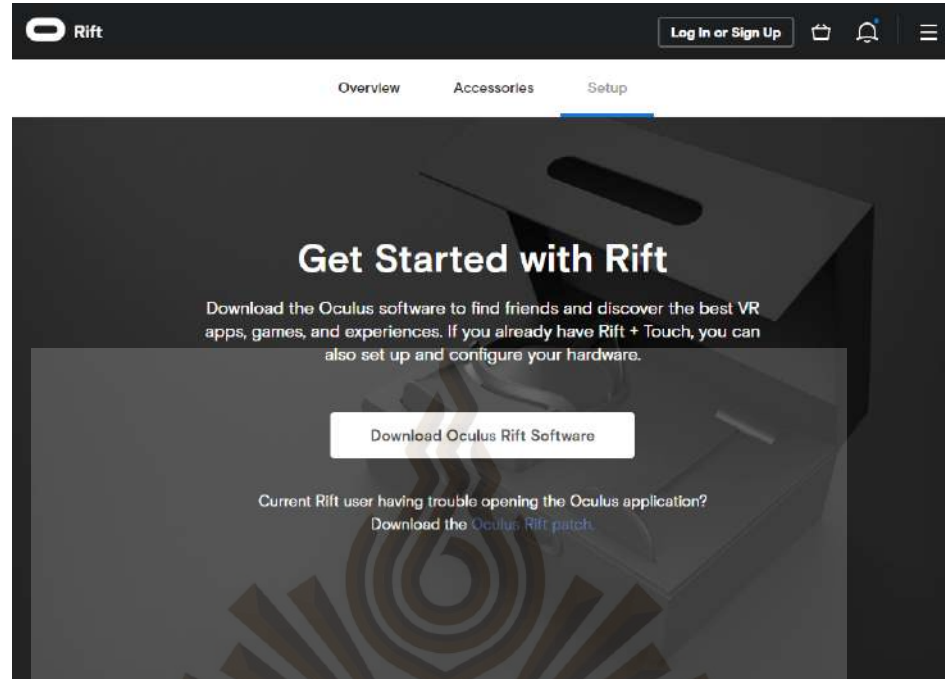 Rift
Log In or Sign Up
Overview
Accessories
Setup
Get Started with Rift
Download the Oculus software to find friends and discover the best VR
apps, games, and experiences. If you already have Rift + Touch, you can
also set up and configure your hardware.
Download Oculus Rift Software
Current Rift user having trouble opening the Oculus application?
Download the Oculus Rift patch.